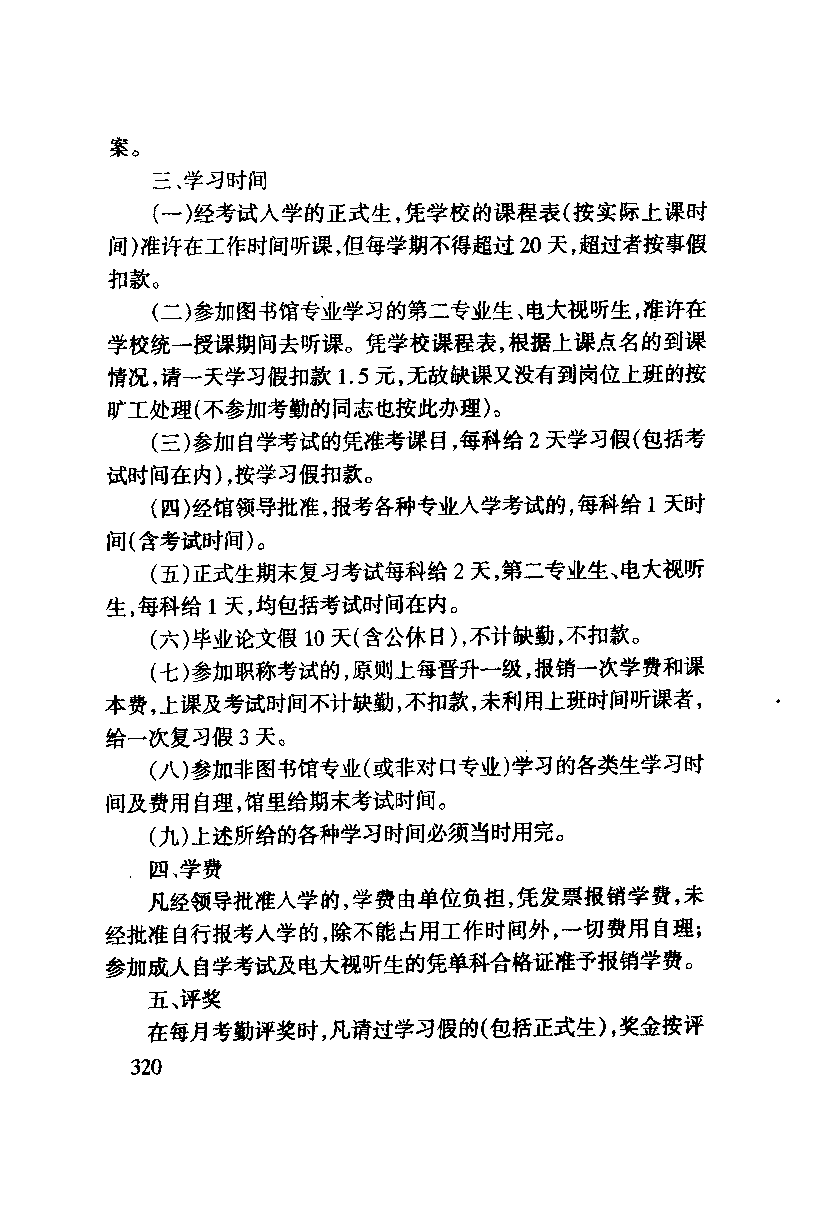 案。
三、学习时间
(一)经考试入学的正式生,凭学校的课程表(按实际上课时
间)准许在工作时间听课,但每学期不得超过20天,超过者按事假
扣款。
(二)参加图书馆专业学习的第二专业生、电大视听生,准许在
学校统一授课期间去听课。凭学校课程表,根据上课点名的到课
情况,请一天学习假扣款1.5元,无故缺课又没有到岗位上班的按
旷工处理(不参加考勤的同志也按此办理)。
(三)参加自学考试的凭准考课目,每科给2天学习假(包括考
试时间在内),按学习假扣款。
(四)经馆领导批准,报考各种专业入学考试的,每科给1天时
间(含考试时间)。
(五)正式生期末复习考试每科给2天,第二专业生、电大视听
生,每科给1天,均包括考试时间在内。
(六)毕业论文假10天(含公休日),不计缺勤,不扣款。
(七)参加职称考试的,原则上每晋升一级,报销一次学费和课
本费,上课及考试时间不计缺勤,不扣款,未利用上班时间听课者,
给一次复习假3天。
(八)参加非图书馆专业(或非对口专业)学习的各类生学习时
间及费用自理,馆里给期末考试时间。
(九)上述所给的各种学习时间必须当时用完。
四、学费
凡经领导批准入学的,学费由单位负担,凭发票报销学费,未
经批准自行报考入学的,除不能占用工作时间外,一切费用自理;
参加成人自学考试及电大视听生的凭单科合格证准予报销学费。
五、评奖
在每月考勤评奖时,凡请过学习假的(包括正式生),奖金按评
320